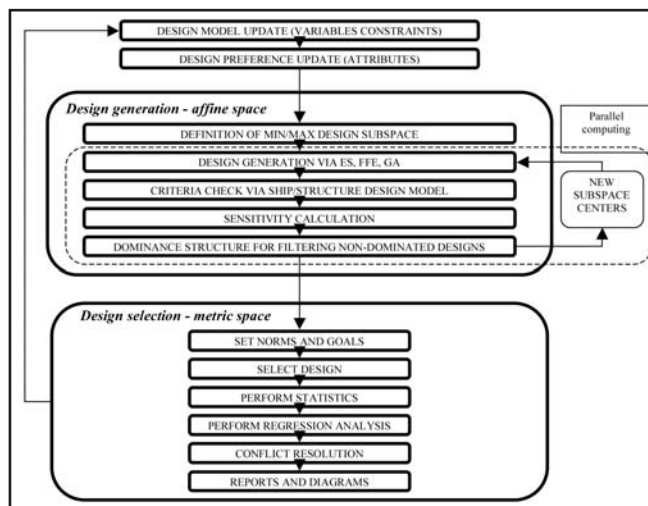 DESIGN MODEL UPDATE (VARIABLES CONSTRAINTS)
DESIGN PREFERENCE UPDATE (ATTRIBUTES)
Design generation - affine space
DEFINITION OF MIN/MAX DESIGN SUBSPACE
Parallel
computing
DESIGN GENERATION VIA ES, FFE, GA
CRITERIA CHECK VIA SHIP/STRUCTURE DESIGN MODEL
SENSITIVITY CALCULATION
DOMINANCE STRUCTURE FOR FILTERING NON-DOMINATED DESIGNS
NEW
SUBSPACE
CENTERS
Design selection - metric space
SET NORMS AND GOALS
SELECT DESIGN
PERFORM STATISTICS
PERFORM REGRESSION ANALYSIS
CONFLICT RESOLUTION
REPORTS AND DIAGRAMS